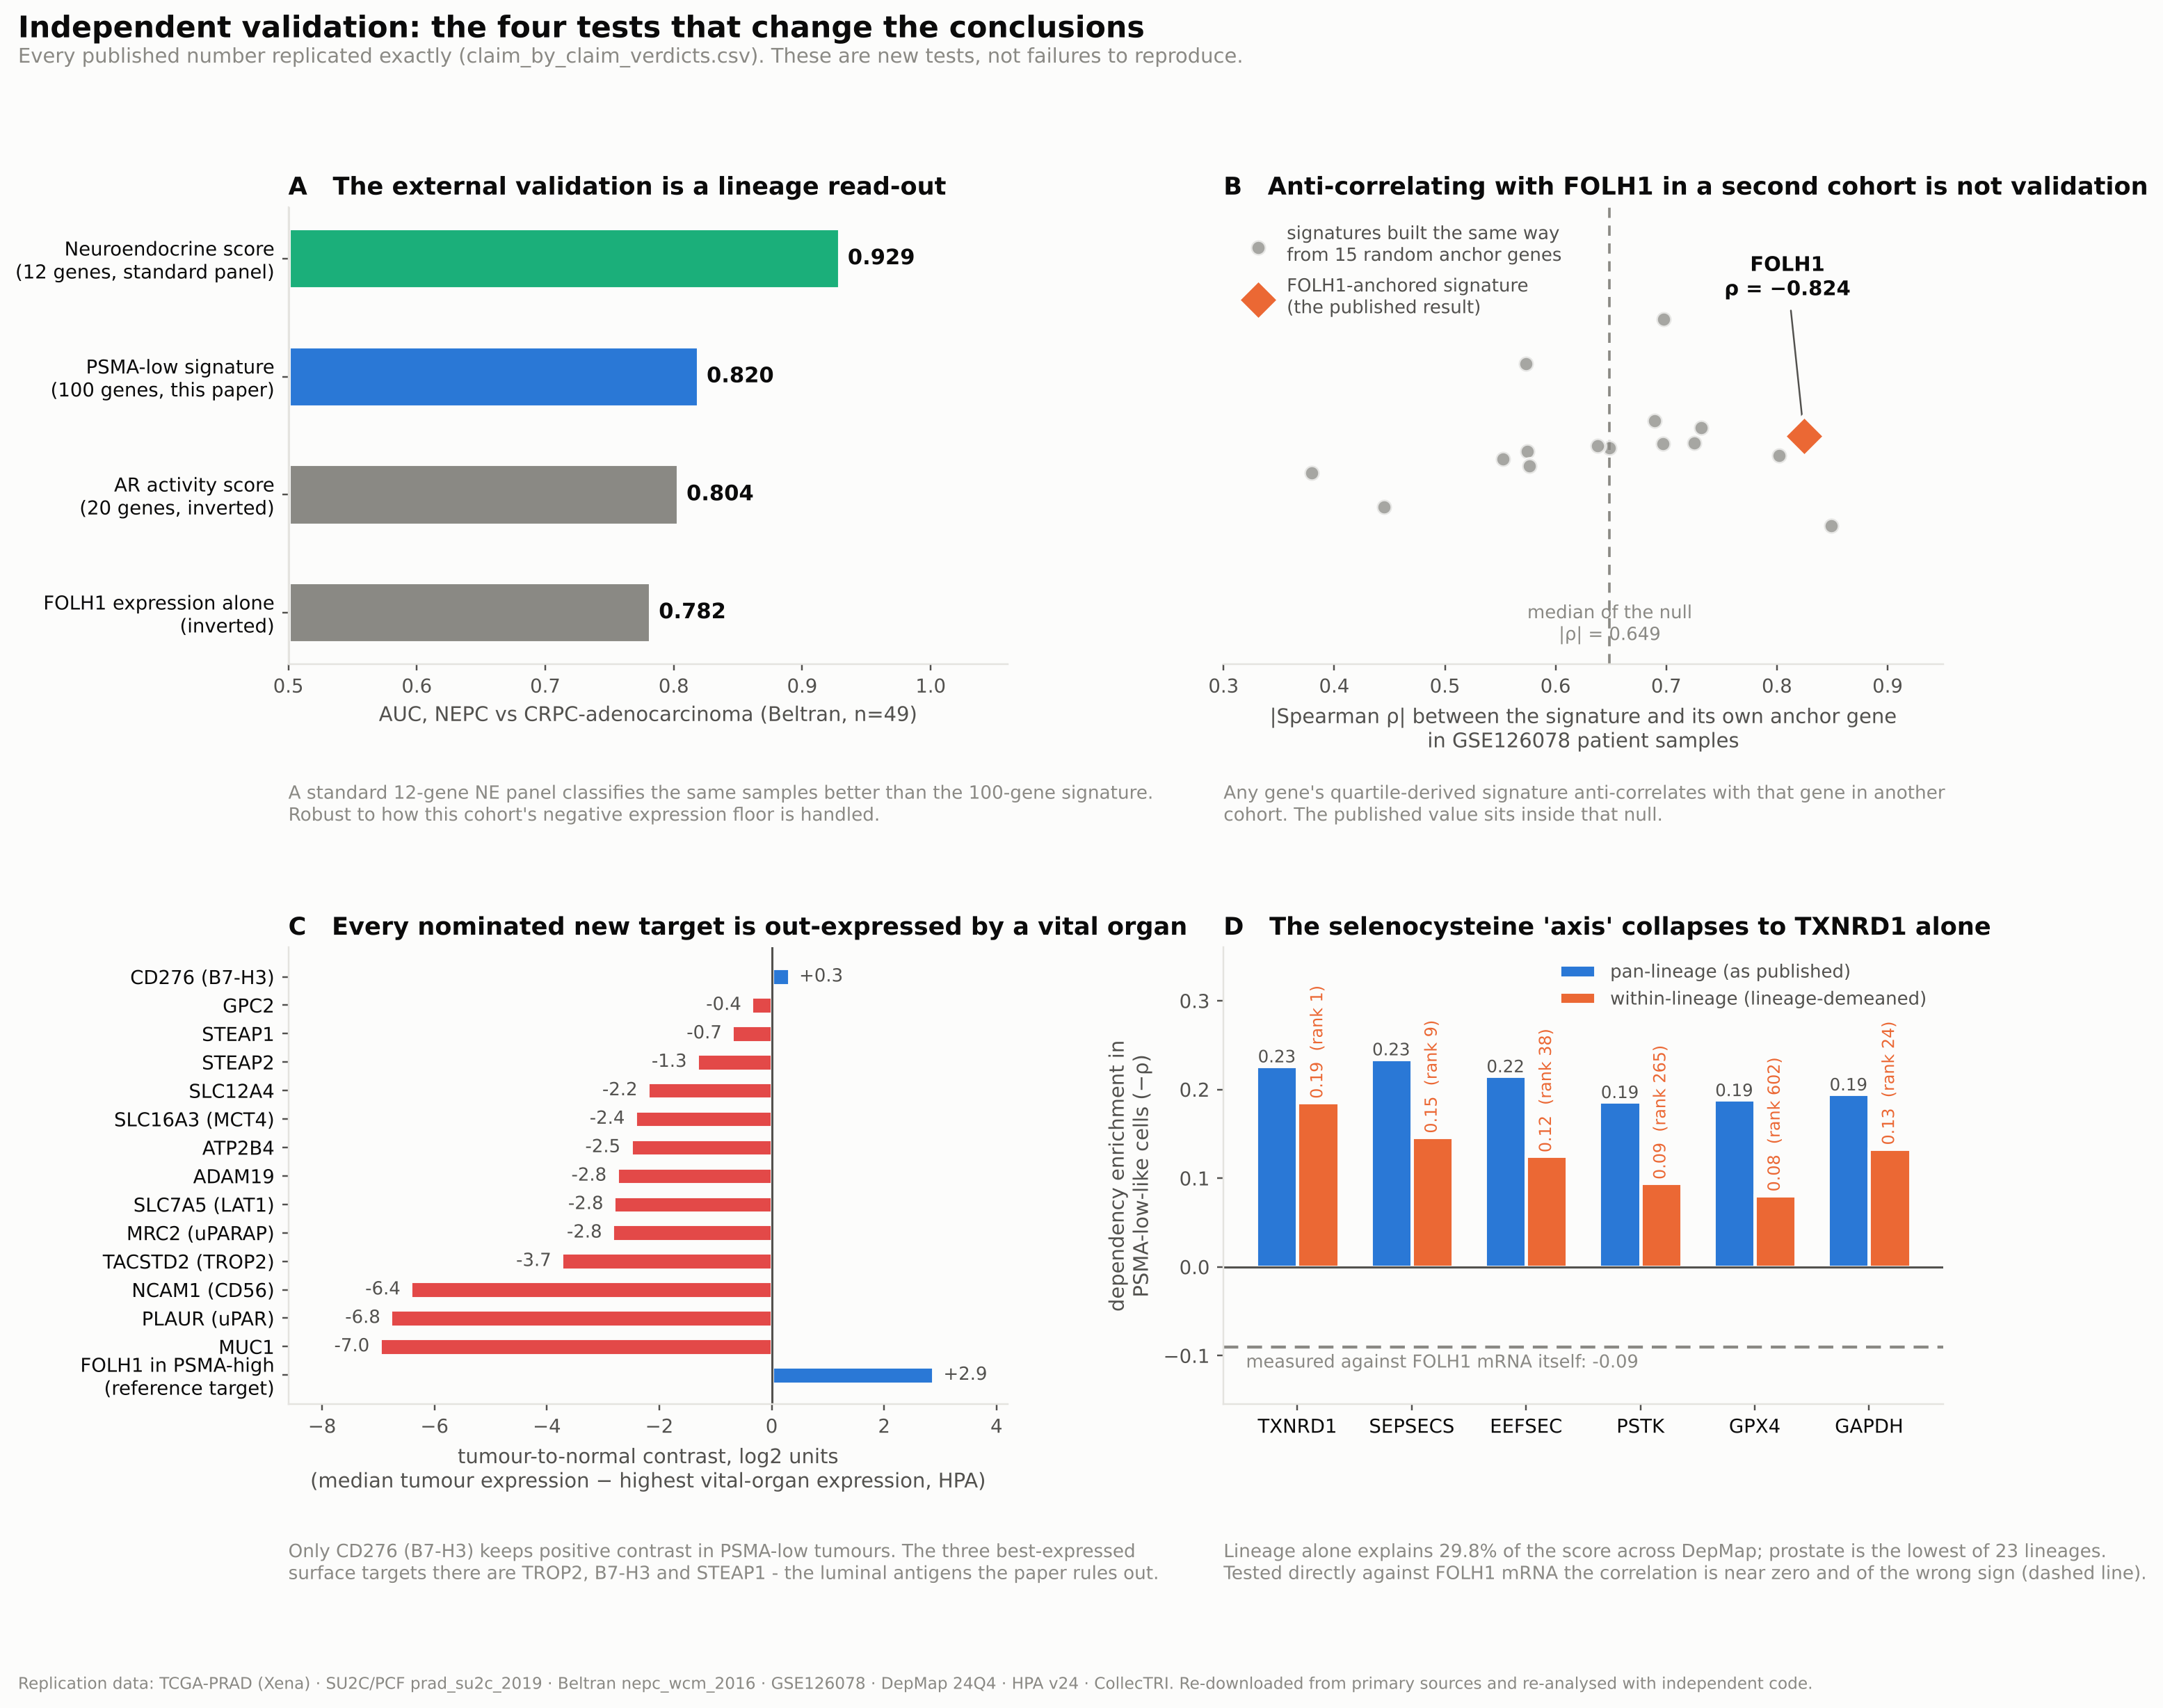 Independent validation: the four tests that change the conclusions
Every published number replicated exactly (claim_by_claim_verdicts.csv). These are new tests, not failures to reproduce.
A The external validation is a lineage read-out
Neuroendocrine score
(12 genes, standard panel)
0.929
PSMA-low signature
(100 genes, this paper)
0.820
AR activity score
(20 genes, inverted)
0.804
FOLH1 expression alone
(inverted)
0.782
0.5 0.6 0.7 0.8 0.9 1.0
AUC, NEPC vs CRPC-adenocarcinoma (Beltran, n=49)
A standard 12-gene NE panel classifies the same samples better than the 100-gene signature.
Robust to how this cohort's negative expression floor is handled.
B Anti-correlating with FOLH1 in a second cohort is not validation
signatures built the same way
from 15 random anchor genes
FOLH1-anchored signature
(the published result)
FOLH1
ρ = −0.824
median of the null
|ρ| = 0.649
0.3 0.4 0.5 0.6 0.7 0.8 0.9
|Spearman ρ| between the signature and its own anchor gene
in GSE126078 patient samples
Any gene's quartile-derived signature anti-correlates with that gene in another
cohort. The published value sits inside that null.
C Every nominated new target is out-expressed by a vital organ
CD276 (B7-H3) +0.3
GPC2 -0.4
STEAP1 -0.7
STEAP2 -1.3
SLC12A4 -2.2
SLC16A3 (MCT4) -2.4
ATP2B4 -2.5
ADAM19 -2.8
SLC7A5 (LAT1) -2.8
MRC2 (uPARAP) -2.8
TACSTD2 (TROP2) -3.7
NCAM1 (CD56) -6.4
PLAUR (uPAR) -6.8
MUC1 -7.0
FOLH1 in PSMA-high
(reference target)
+2.9
−8 −6 −4 −2 0 2 4
tumour-to-normal contrast, log2 units
(median tumour expression − highest vital-organ expression, HPA)
Only CD276 (B7-H3) keeps positive contrast in PSMA-low tumours. The three best-expressed
surface targets there are TROP2, B7-H3 and STEAP1 - the luminal antigens the paper rules out.
D The selenocysteine 'axis' collapses to TXNRD1 alone
pan-lineage (as published)
within-lineage (lineage-demeaned)
dependency enrichment in
PSMA-low-like cells (−ρ)
0.3
0.2
0.1
0.0
−0.1
0.23
0.19 (rank 1)
0.23
0.15 (rank 9)
0.22
0.12 (rank 38)
0.19
0.09 (rank 265)
0.19
0.08 (rank 602)
0.19
0.13 (rank 24)
measured against FOLH1 mRNA itself: -0.09
TXNRD1 SEPSECS EEFSEC PSTK GPX4 GAPDH
Lineage alone explains 29.8% of the score across DepMap; prostate is the lowest of 23 lineages.
Tested directly against FOLH1 mRNA the correlation is near zero and of the wrong sign (dashed line).
Replication data: TCGA-PRAD (Xena) · SU2C/PCF prad_su2c_2019 · Beltran nepc_wcm_2016 · GSE126078 · DepMap 24Q4 · HPA v24 · CollecTRI. Re-downloaded from primary sources and re-analysed with independent code.